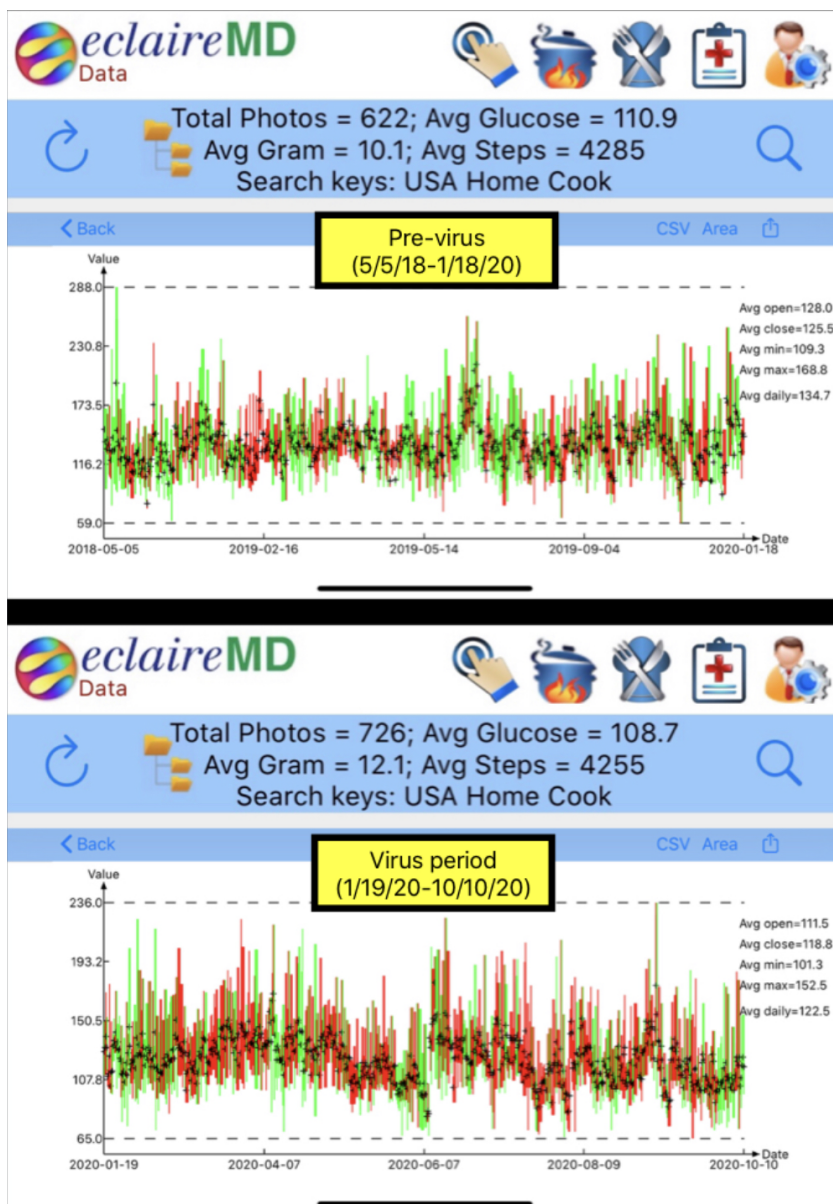 eclaireMD
Data
Total Photos = 622; Avg Glucose = 110.9
Avg Gram = 10.1; Avg Steps = 4285
Search keys: USA Home Cook
Back
CSV Area
Pre-virus
(5/5/18-1/18/20)
Value
288.0
230.8
173.5
116.2
59.0
Avg open=128.0
Avg close=125.5
Avg min=109.3
Avg max=168.8
Avg daily=134.7
Date
2018-05-05 2019-02-16 2019-05-14 2019-09-04 2020-01-18
eclaireMD
Data
Total Photos = 726; Avg Glucose = 108.7
Avg Gram = 12.1; Avg Steps = 4255
Search keys: USA Home Cook
Back
CSV Area
Virus period
(1/19/20-10/10/20)
Value
236.0
193.2
150.5
107.8
65.0
Avg open=111.5
Avg close=118.8
Avg min=101.3
Avg max=152.5
Avg daily=122.5
Date
2020-01-19 2020-04-07 2020-06-07 2020-08-09 2020-10-10